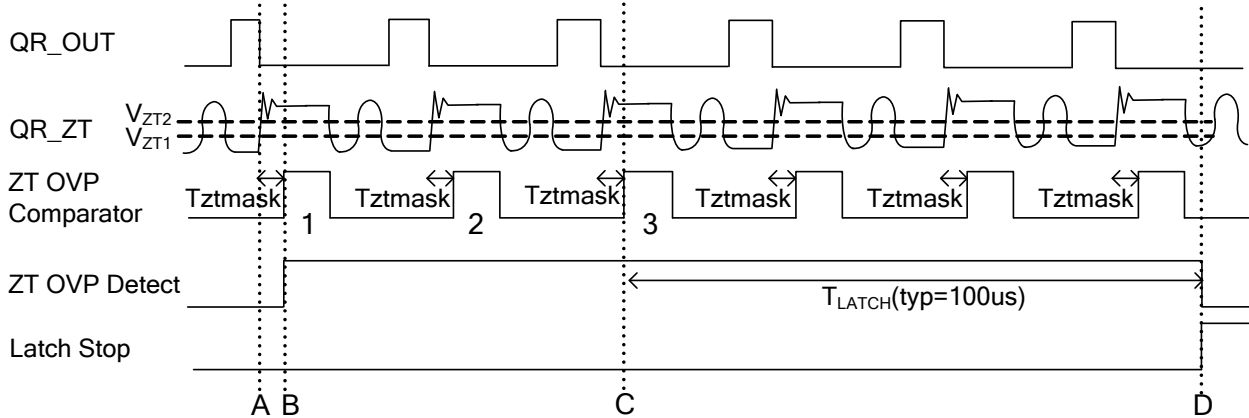 QR_OUT
VZT2
QR_ZT
VZT1
ZT OVP
Comparator
Tztmask Tztmask Tztmask Tztmask Tztmask Tztmask
1 2 3
ZT OVP Detect
TLATCH(typ=100us)
Latch Stop
A B C D